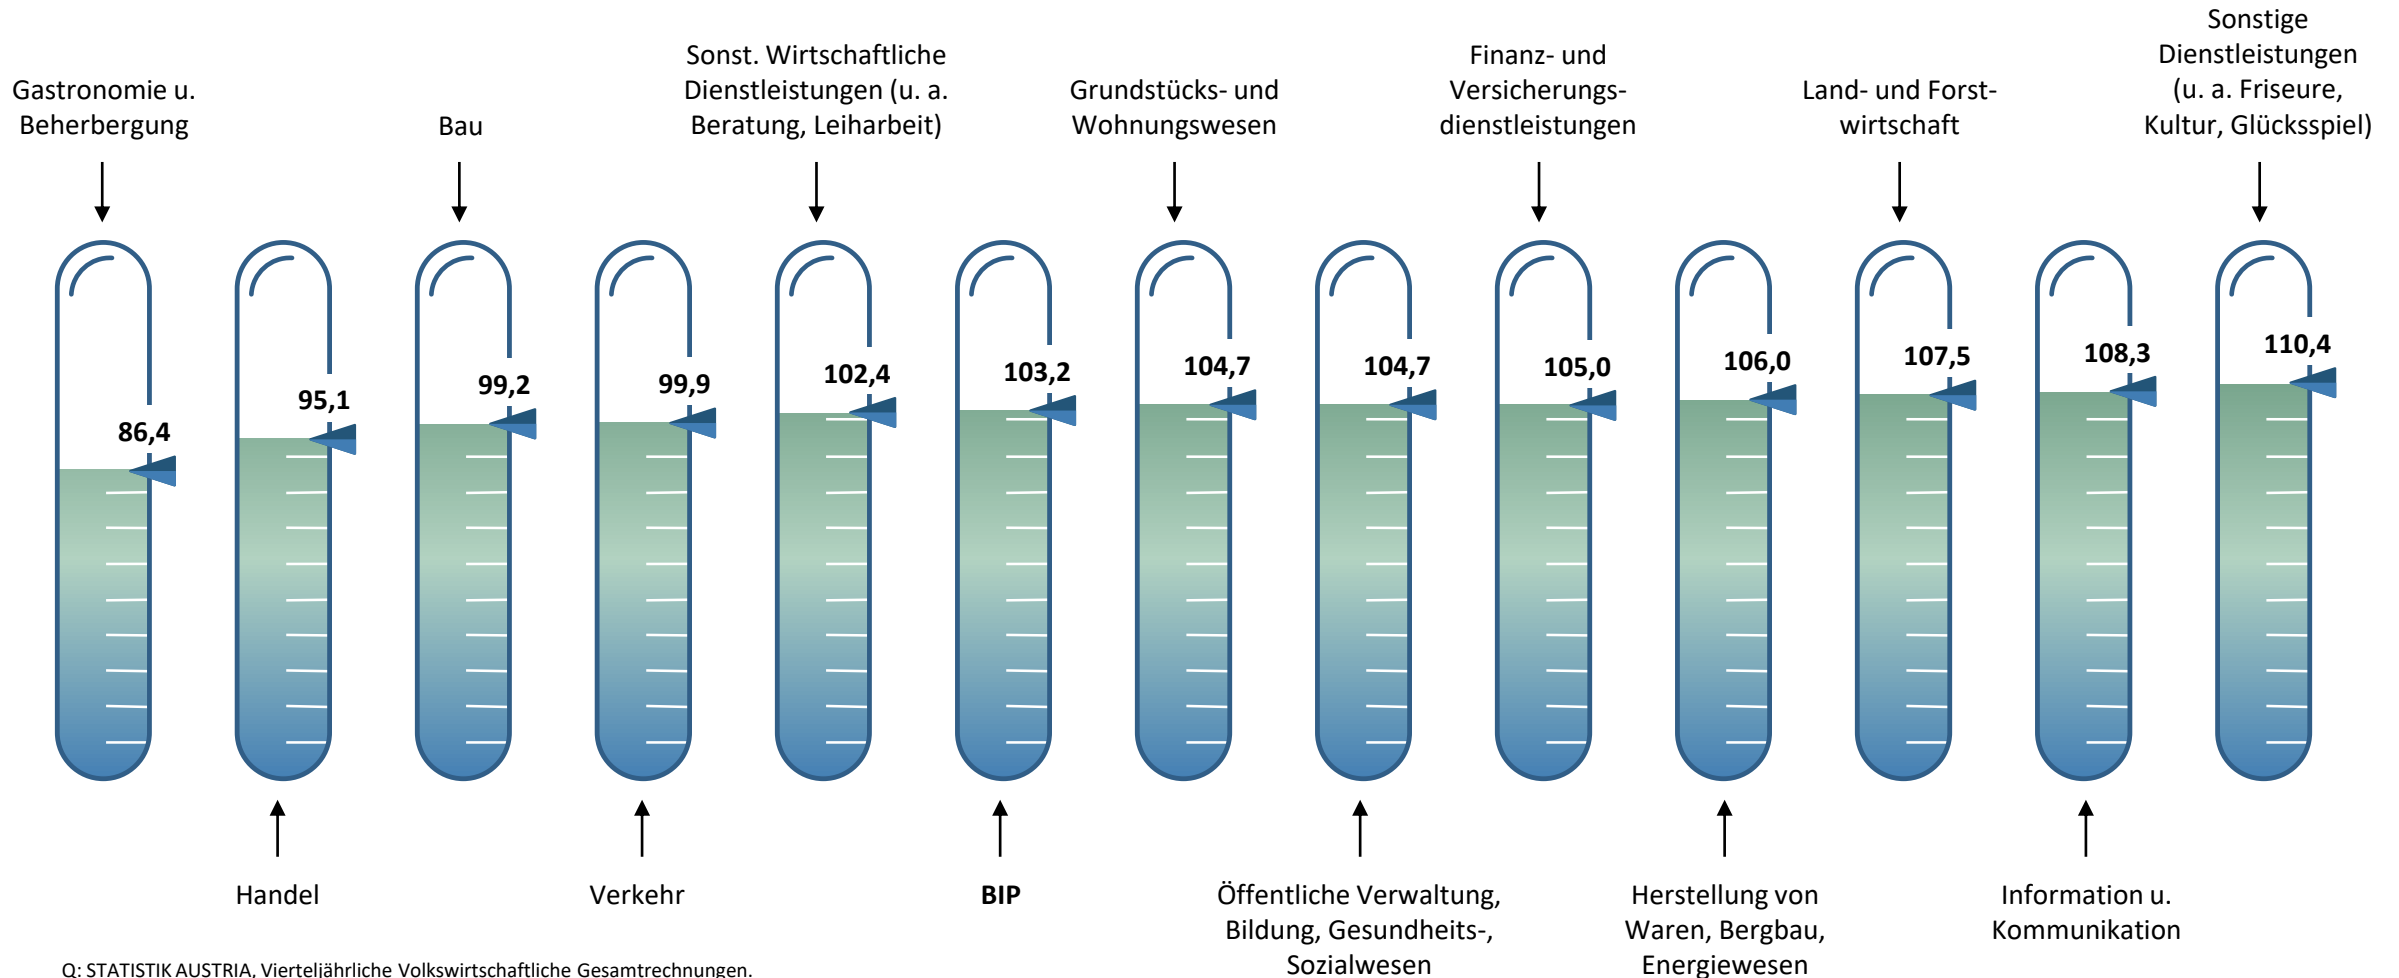 Gastronomie u.
Beherbergung
Bau
Sonst. Wirtschaftliche
Dienstleistungen (u. a.
Beratung, Leiharbeit)
Grundstücks- und
Wohnungswesen
Finanz- und
Versicherungs-
dienstleistungen
Land- und Forst-
wirtschaft
Sonstige
Dienstleistungen
(u. a. Friseure,
Kultur, Glücksspiel)
86,4
95,1
99,2
99,9
102,4
103,2
104,7
104,7
105,0
106,0
107,5
108,3
110,4
Handel
Verkehr
BIP
Öffentliche Verwaltung,
Bildung, Gesundheits-,
Sozialwesen
Herstellung von
Waren, Bergbau,
Energiewesen
Information u.
Kommunikation
Q: STATISTIK AUSTRIA, Vierteljährliche Volkswirtschaftliche Gesamtrechnungen.